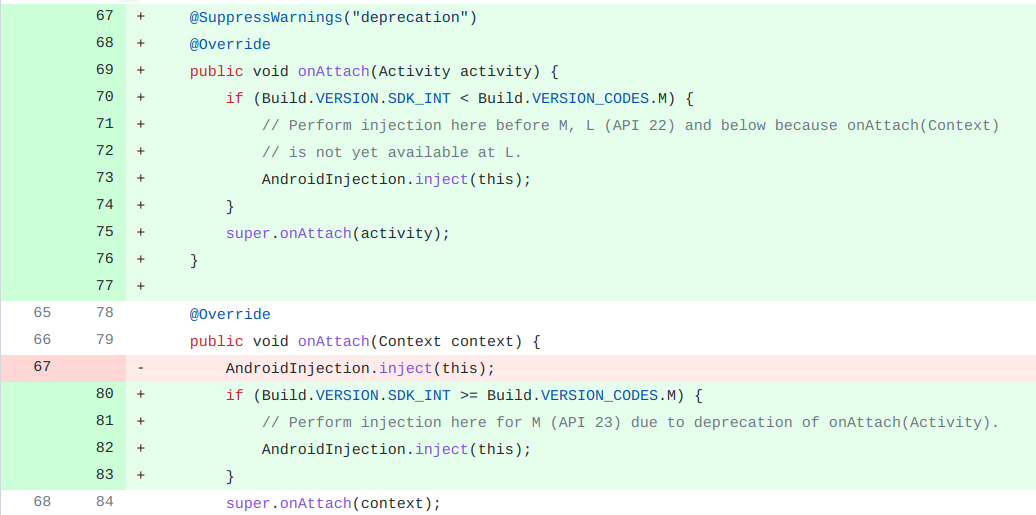 67 + @SuppressWarnings("deprecation")
68 + @Override
69 + public void onAttach(Activity activity) {
70 + if (Build.VERSION.SDK_INT < Build.VERSION_CODES.M) {
71 + // Perform injection here before M, L (API 22) and below because onAttach(Context)
72 + // is not yet available at L.
73 + AndroidInjection.inject(this);
74 + }
75 + super.onAttach(activity);
76 + }
77 +
65 78 @Override
66 79 public void onAttach(Context context) {
67 - AndroidInjection.inject(this);
80 + if (Build.VERSION.SDK_INT >= Build.VERSION_CODES.M) {
81 + // Perform injection here for M (API 23) due to deprecation of onAttach(Activity).
82 + AndroidInjection.inject(this);
83 + }
68 84 super.onAttach(context);